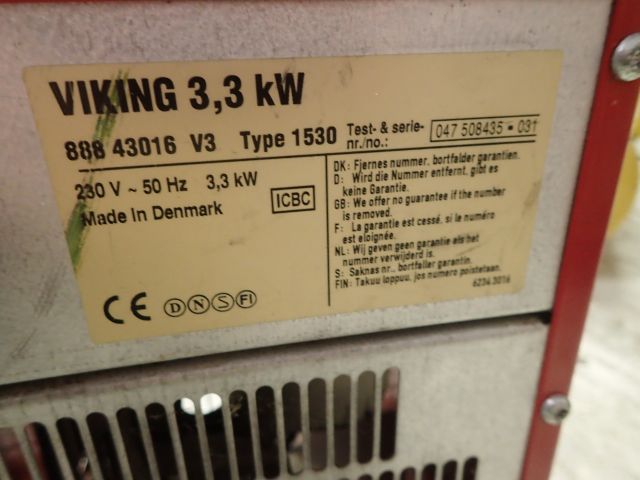 VIKING 3,3 kW
888 43016 V3 Type 1530 Test- & serie-nr./no.: 047 508435 - 031
230 V ~ 50 Hz 3,3 kW
Made In Denmark
ICBC
CE D N S FI
DK: Fjernes nummer, bortfalder garantien.
D: Wird die Nummer entfernt, gibt es
keine Garantie.
GB: We offer no guarantee if the number
is removed.
F: La garantie est cessé, si le numéro
est eloignée.
NL: Wij geven geen garantie als het
nummer verwijderd is.
S: Saknas nr., bortfaller garantin.
FIN: Takuu loppuu, jos numero poistetaan.
6234 3016